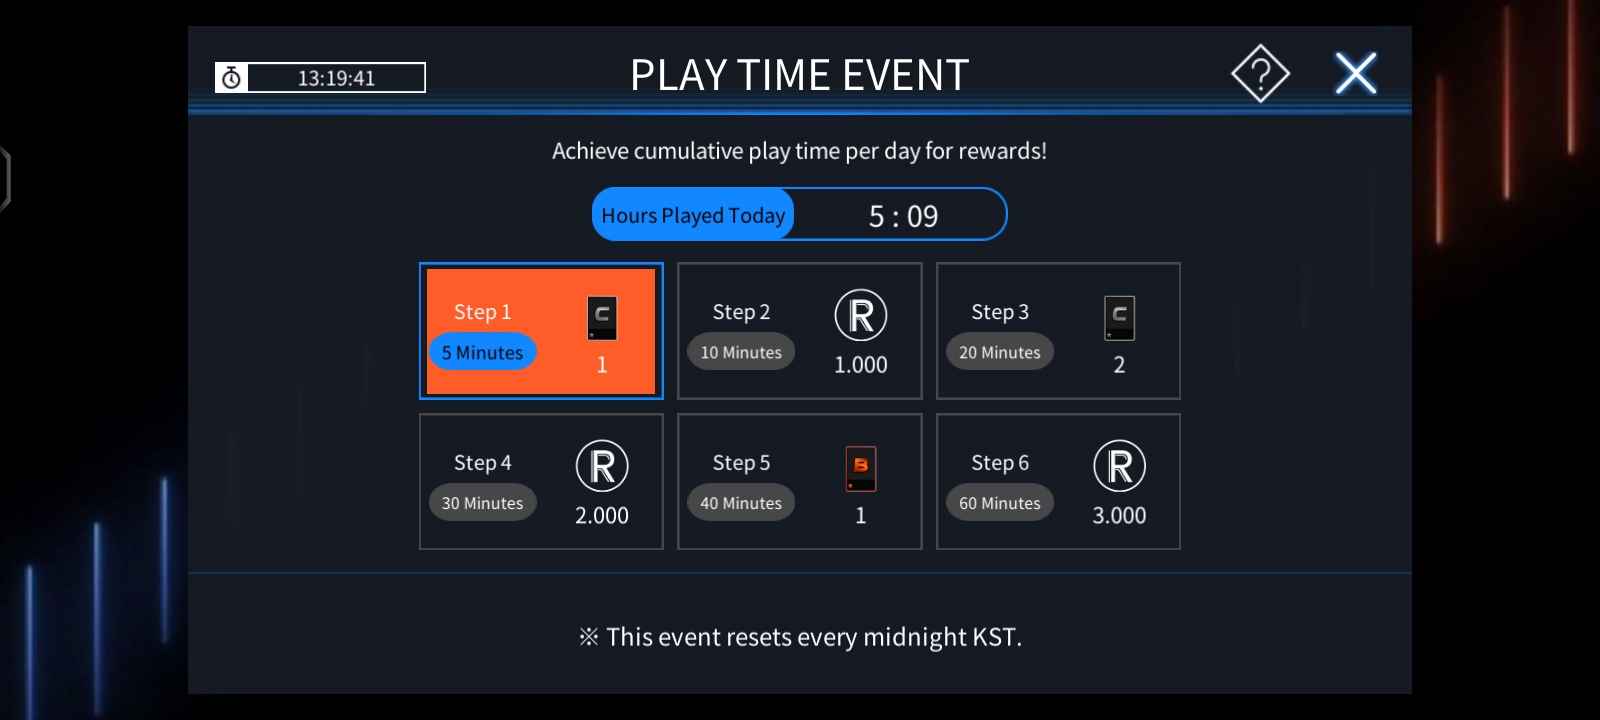 13:19:41
PLAY TIME EVENT
?
Achieve cumulative play time per day for rewards!
Hours Played Today
5 : 09
Step 1
5 Minutes
C
1
Step 2
10 Minutes
R
1.000
Step 3
20 Minutes
C
2
Step 4
30 Minutes
R
2.000
Step 5
40 Minutes
B
1
Step 6
60 Minutes
R
3.000
※ This event resets every midnight KST.